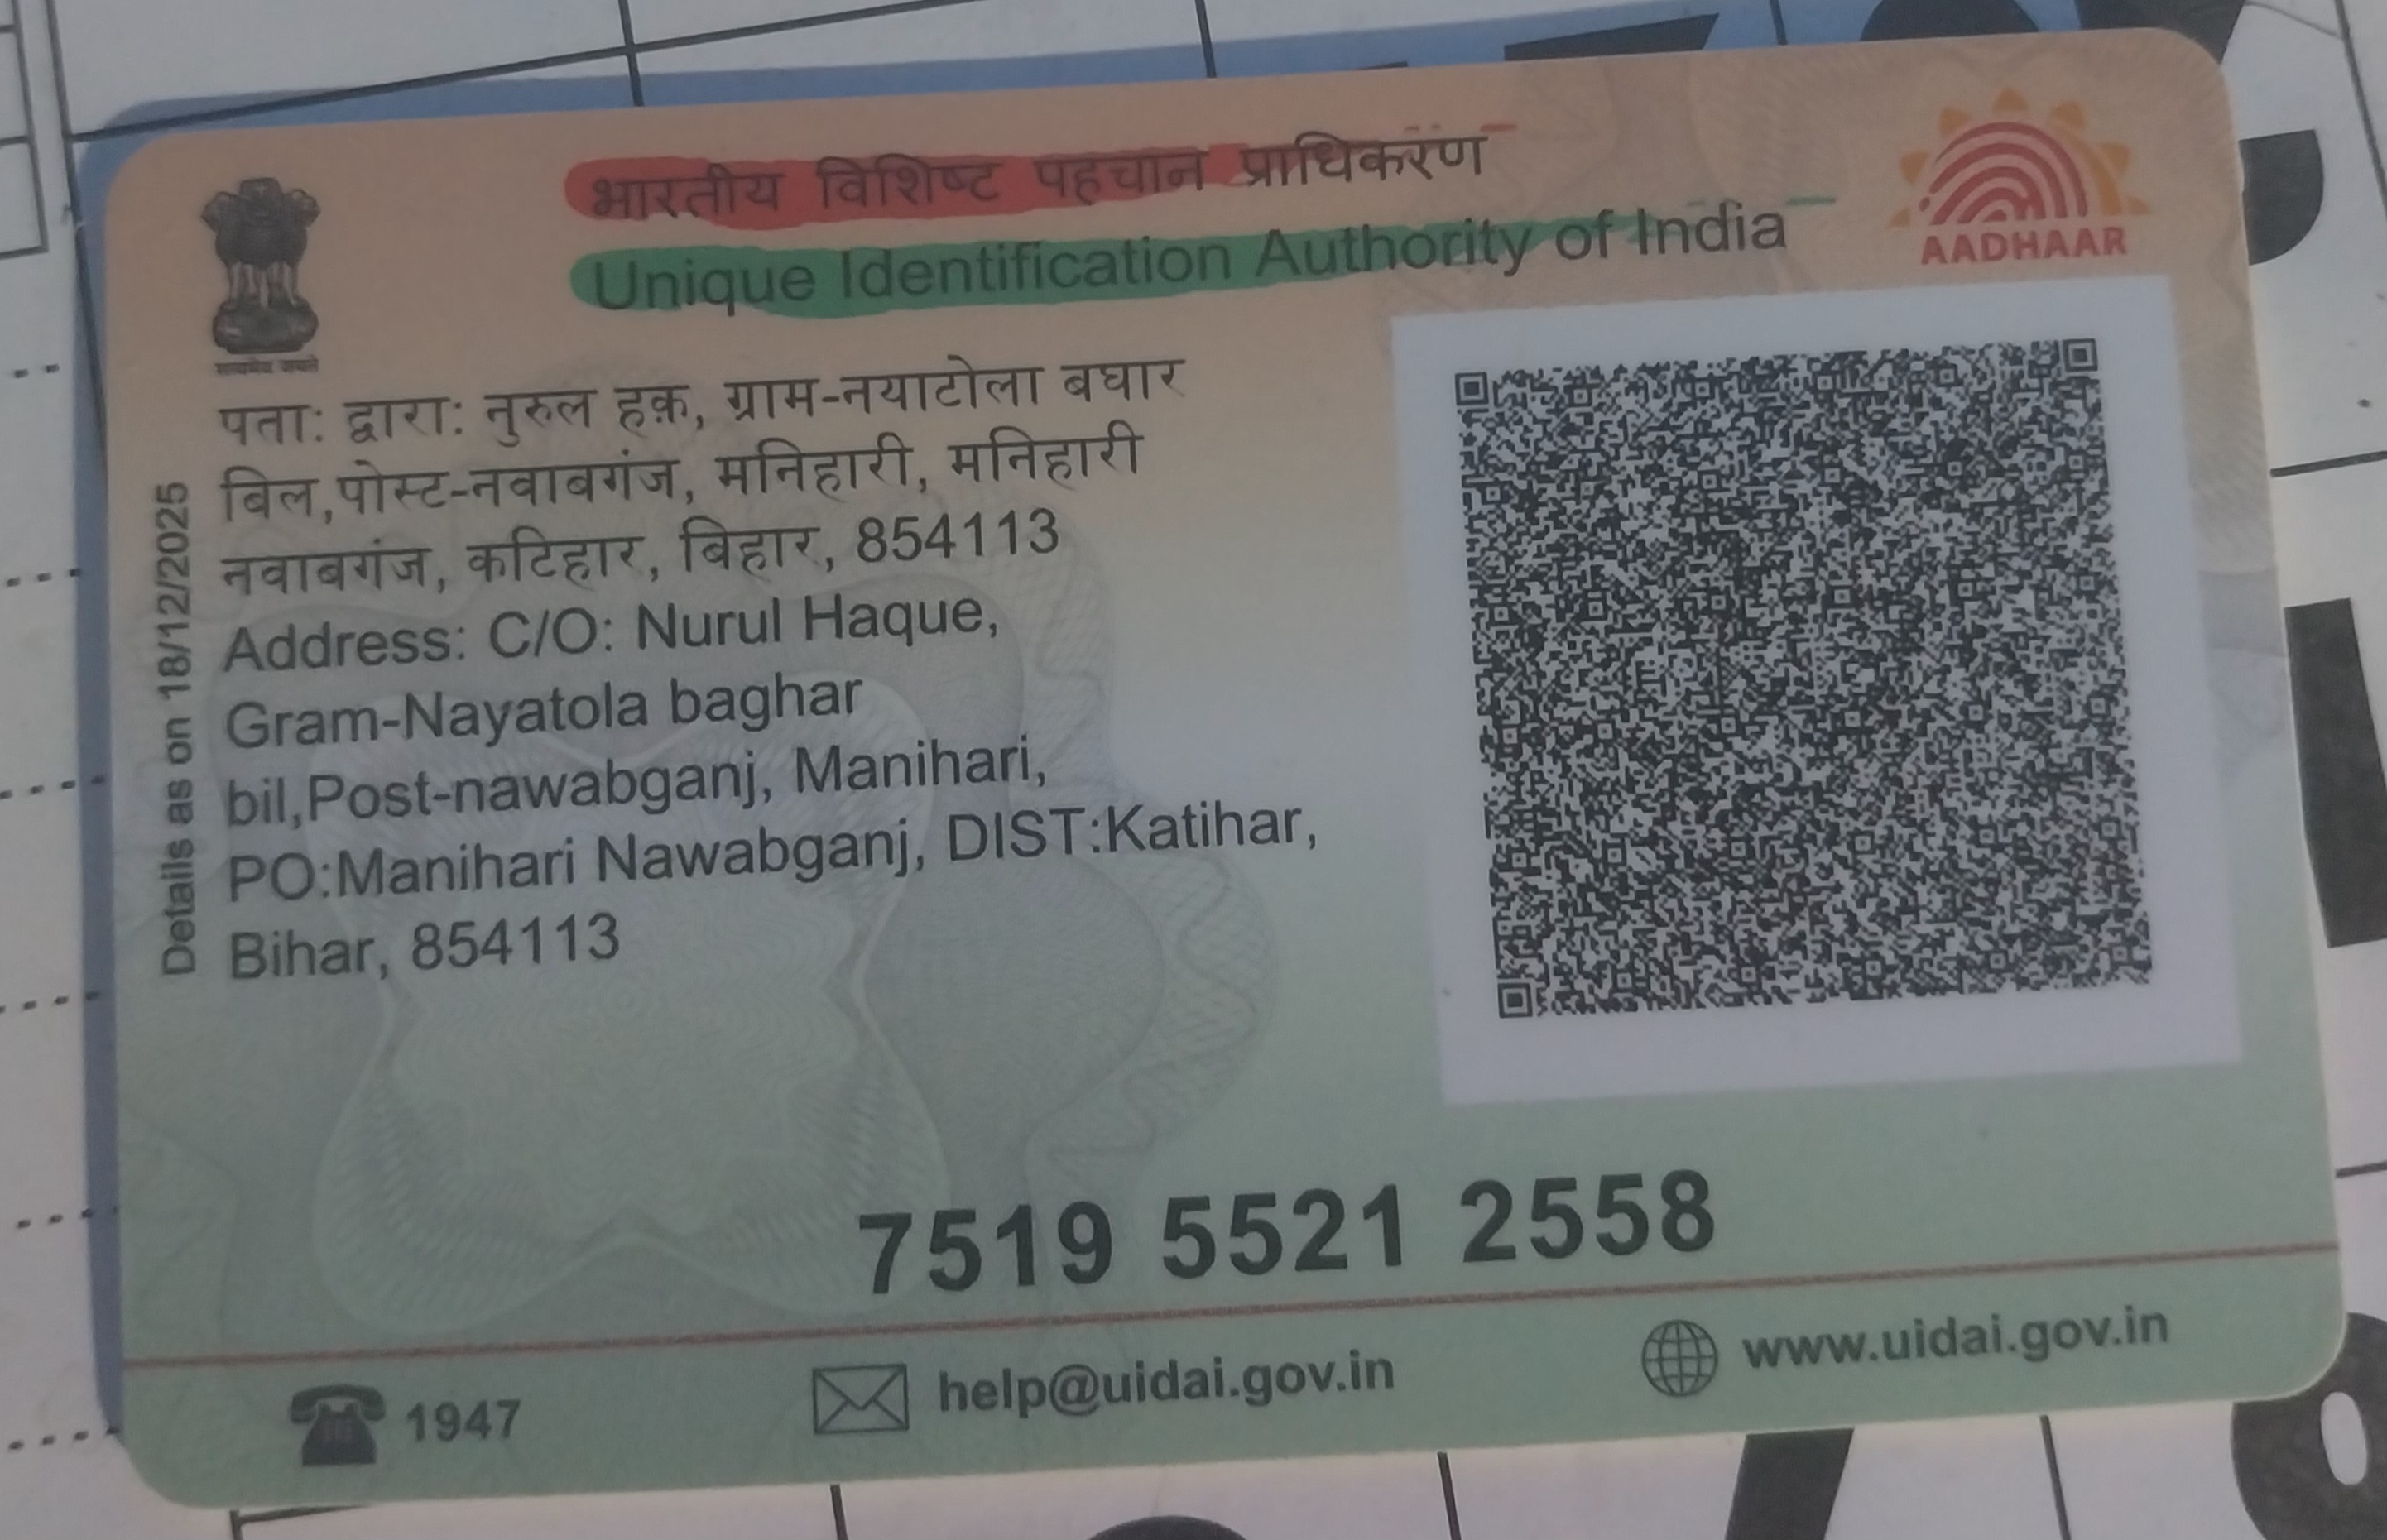 भारतीय विशिष्ट पहचान प्राधिकरण
Unique Identification Authority of India
AADHAAR
पता: द्वारा: नुरुल हक़, ग्राम-नयाटोला बघार
बिल,पोस्ट-नवाबगंज, मनिहारी, मनिहारी
नवाबगंज, कटिहार, बिहार, 854113
Address: C/O: Nurul Haque,
Gram-Nayatola baghar
bil,Post-nawabganj, Manihari,
PO:Manihari Nawabganj, DIST:Katihar,
Bihar, 854113
Details as on 18/12/2025
7519 5521 2558
1947
help@uidai.gov.in
www.uidai.gov.in